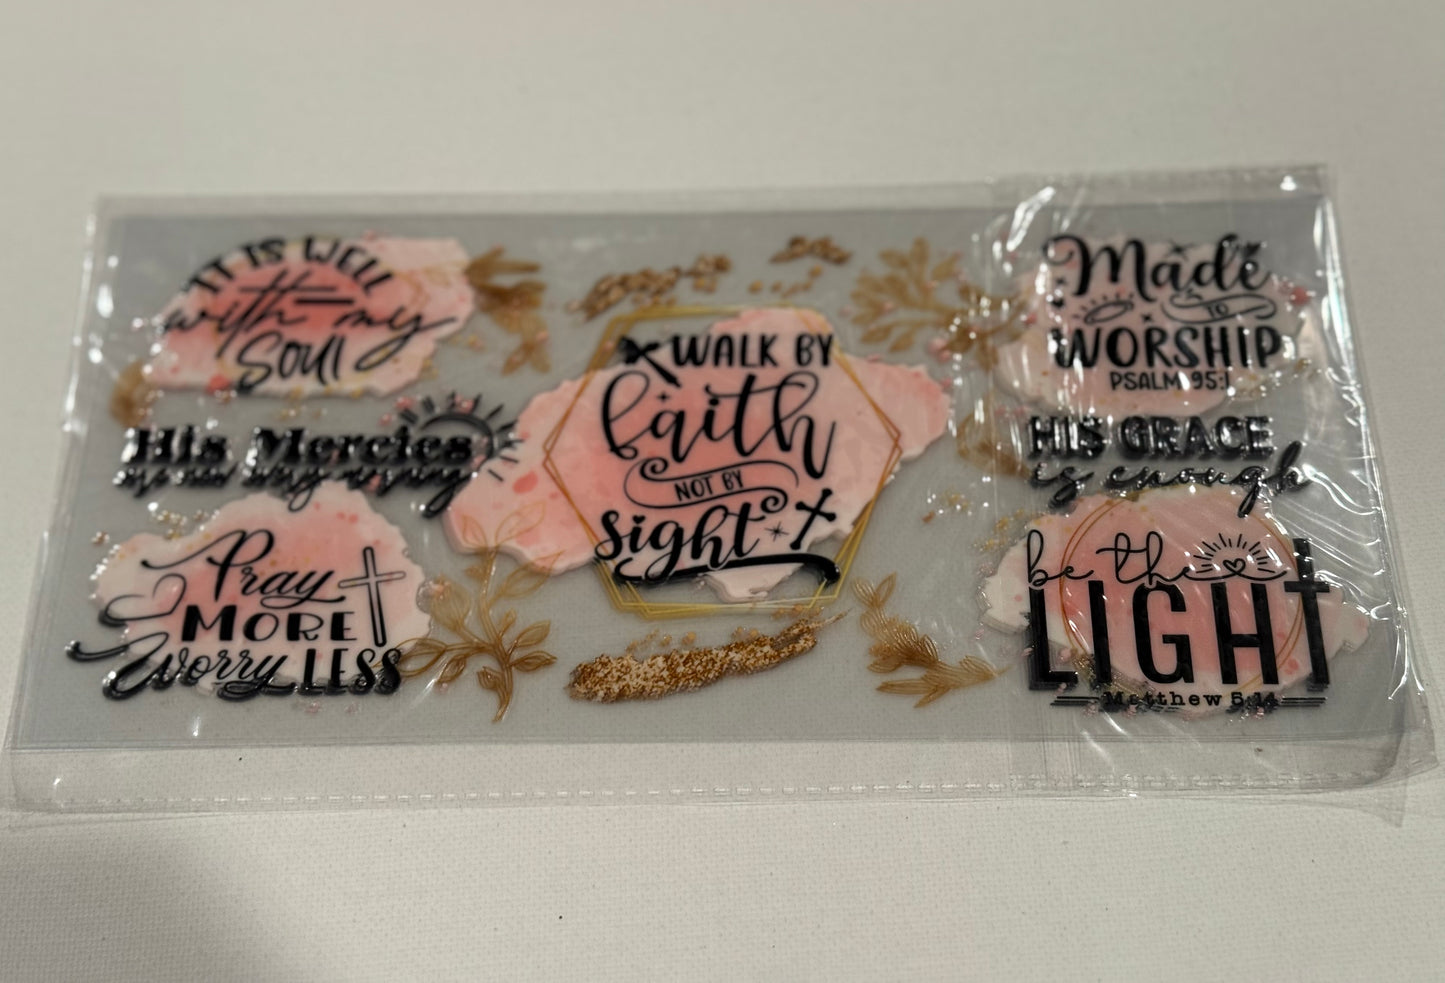 IT IS WELL
with my
Soul
His Mercies
Pray
MORE
Worry LESS
WALK BY
faith
NOT BY
sight
Made
TO
WORSHIP
PSALM 95:1
HIS GRACE
is enough
be the
LIGHT
Matthew 5:14